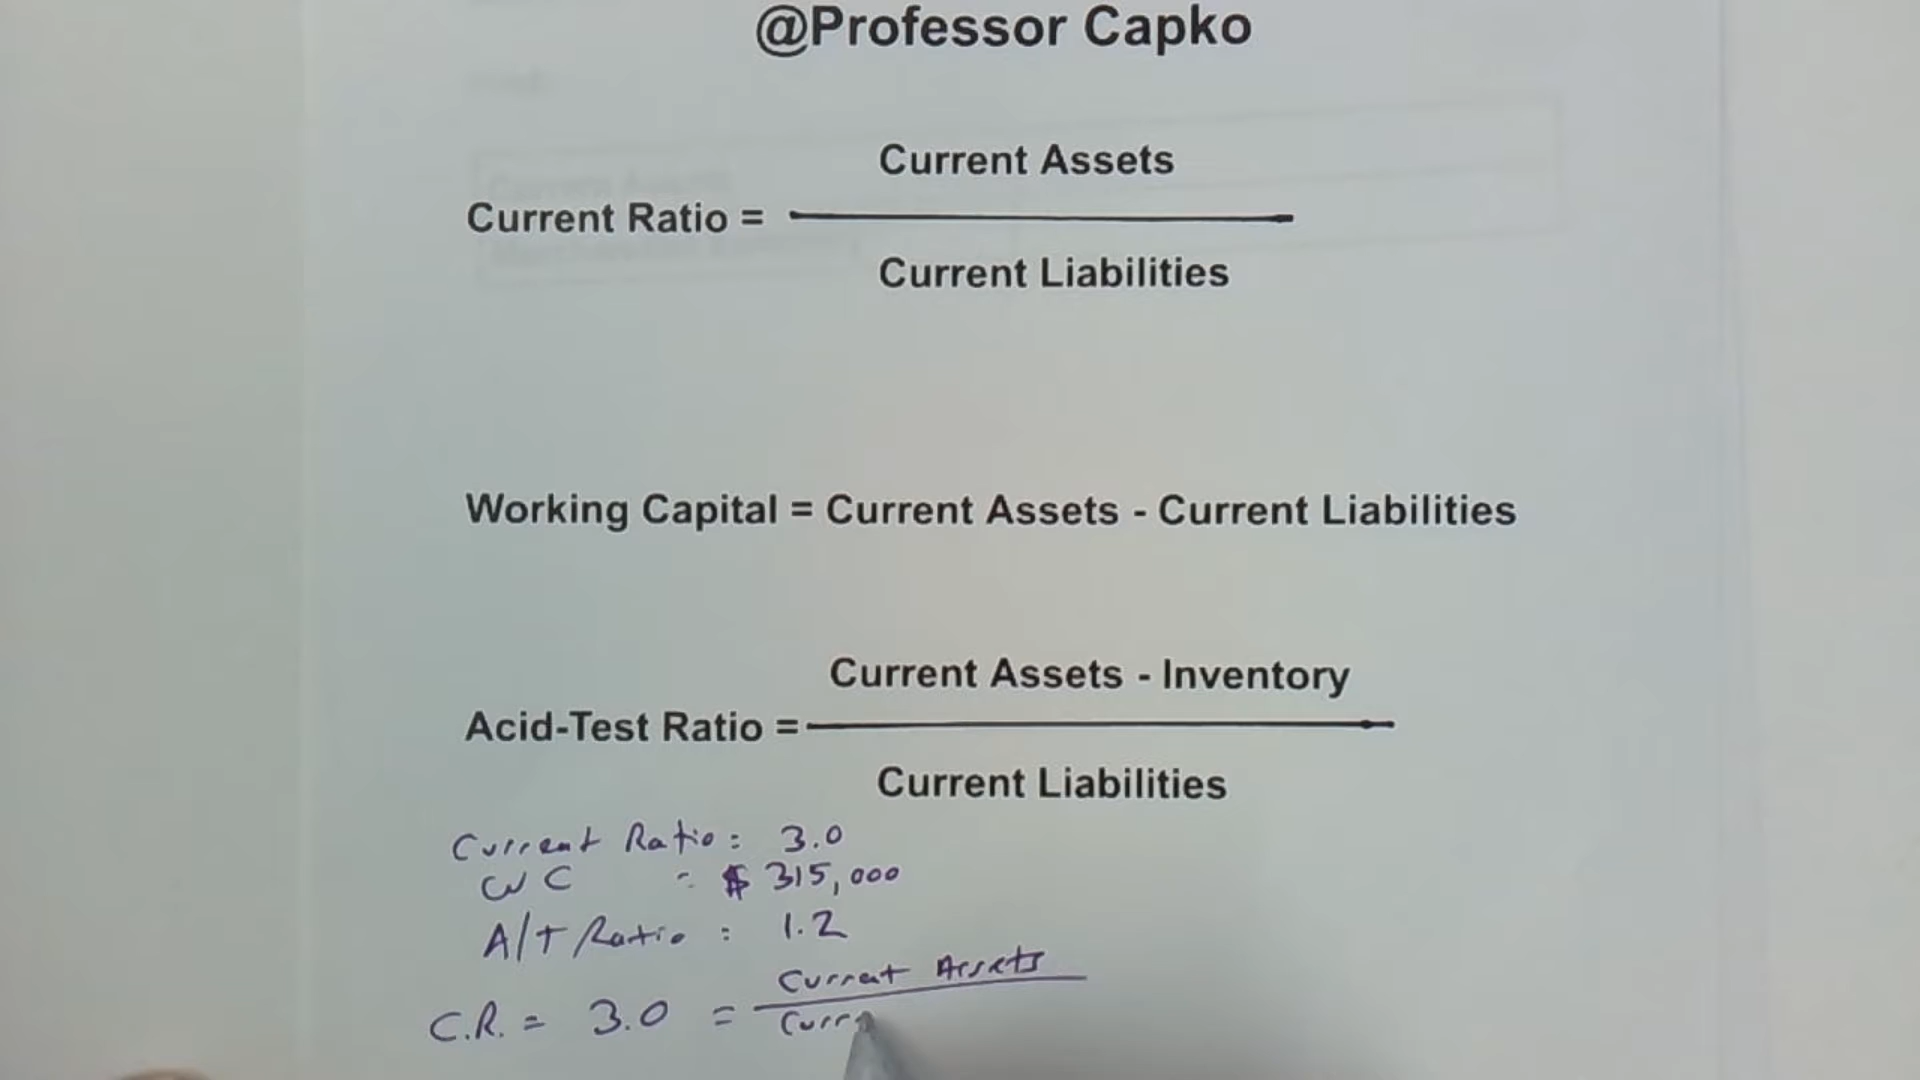 @Professor Capko
Current Assets
Current Ratio =
Current Liabilities
Working Capital = Current Assets - Current Liabilities
Current Assets - Inventory
Acid-Test Ratio =
Current Liabilities
Current Ratio: 3.0
WC : $ 315,000
A/T Ratio : 1.2
Current Assets
C.R. = 3.0 =
Curre